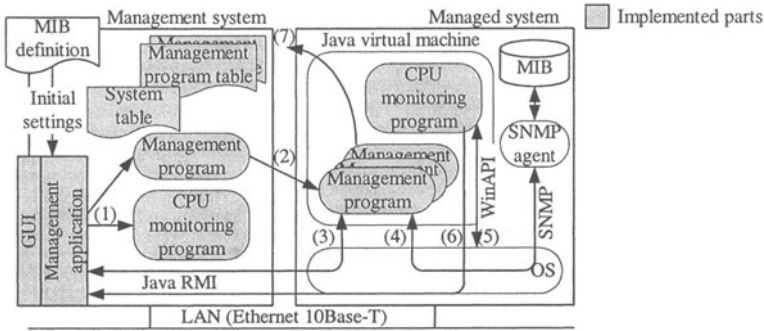 Management system
Managed system
Implemented parts
MIB
definition
Management
Management
program table
(7)
Java virtual machine
CPU
monitoring
program
MIB
Initial
settings
System
table
SNMP
agent
Management
program
(2)
Management
Management
program
WinAPI
SNMP
GUI
Management
application
(1)
CPU
monitoring
program
(3)
(4)
(6)
(5)
OS
Java RMI
LAN (Ethernet 10Base-T)